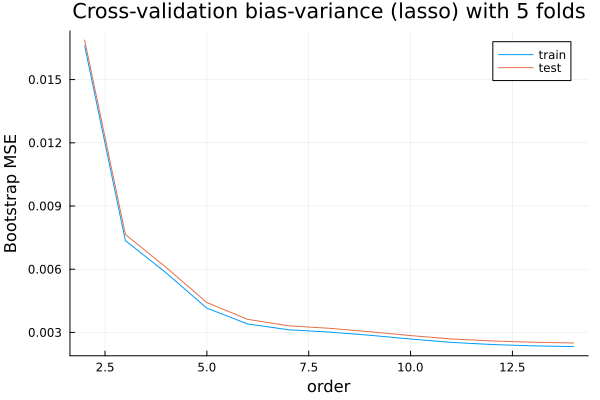 Cross-validation bias-variance (lasso) with 5 folds
train
test
Bootstrap MSE
0.015
0.012
0.009
0.006
0.003
2.5
5.0
7.5
10.0
12.5
order